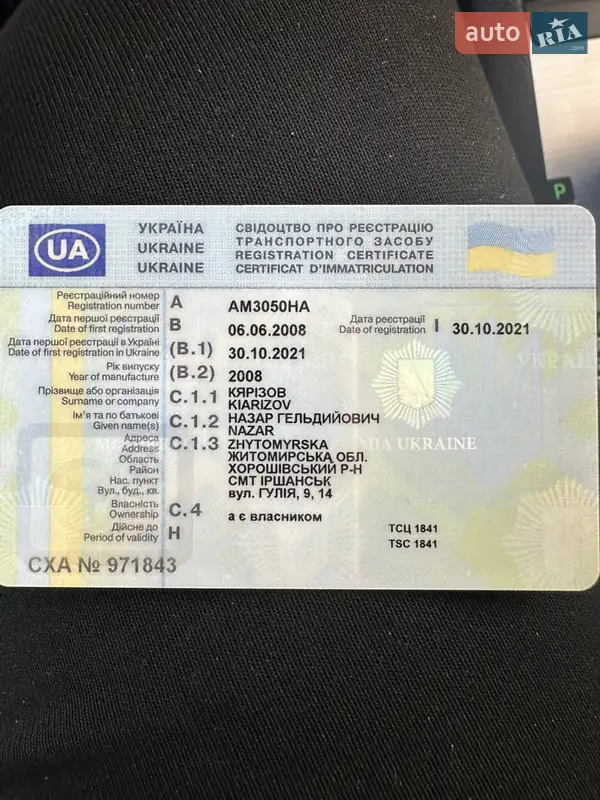 auto RIA .com
P
UA
УКРАЇНА СВІДОЦТВО ПРО РЕЄСТРАЦІЮ
UKRAINE ТРАНСПОРТНОГО ЗАСОБУ
UKRAINE REGISTRATION CERTIFICATE
CERTIFICAT D'IMMATRICULATION
Реєстраційний номер
Registration number A AM3050HA
Дата першої реєстрації
Date of first registration B 06.06.2008
Дата реєстрації
Date of registration I 30.10.2021
Дата першої реєстрації в Україні
Date of first registration in Ukraine (B.1) 30.10.2021
Рік випуску
Year of manufacture (B.2) 2008
Прізвище або організація C.1.1 КЯРІЗОВ
Surname or company KIARIZOV
Ім'я та по батькові C.1.2 НАЗАР ГЕЛЬДИЙОВИЧ
Given name(s) NAZAR
Адреса C.1.3 ZHYTOMYRSKA
Address ЖИТОМИРСЬКА ОБЛ.
Область ХОРОШІВСЬКИЙ Р-Н
Район СМТ ІРШАНСЬК
Нас. пункт вул. ГУЛІЯ, 9, 14
Вул., буд., кв.
Власність
Ownership C.4 а є власником
Дійсне до
Period of validity H
ТСЦ 1841
TSC 1841
UKRAINE
СХА № 971843